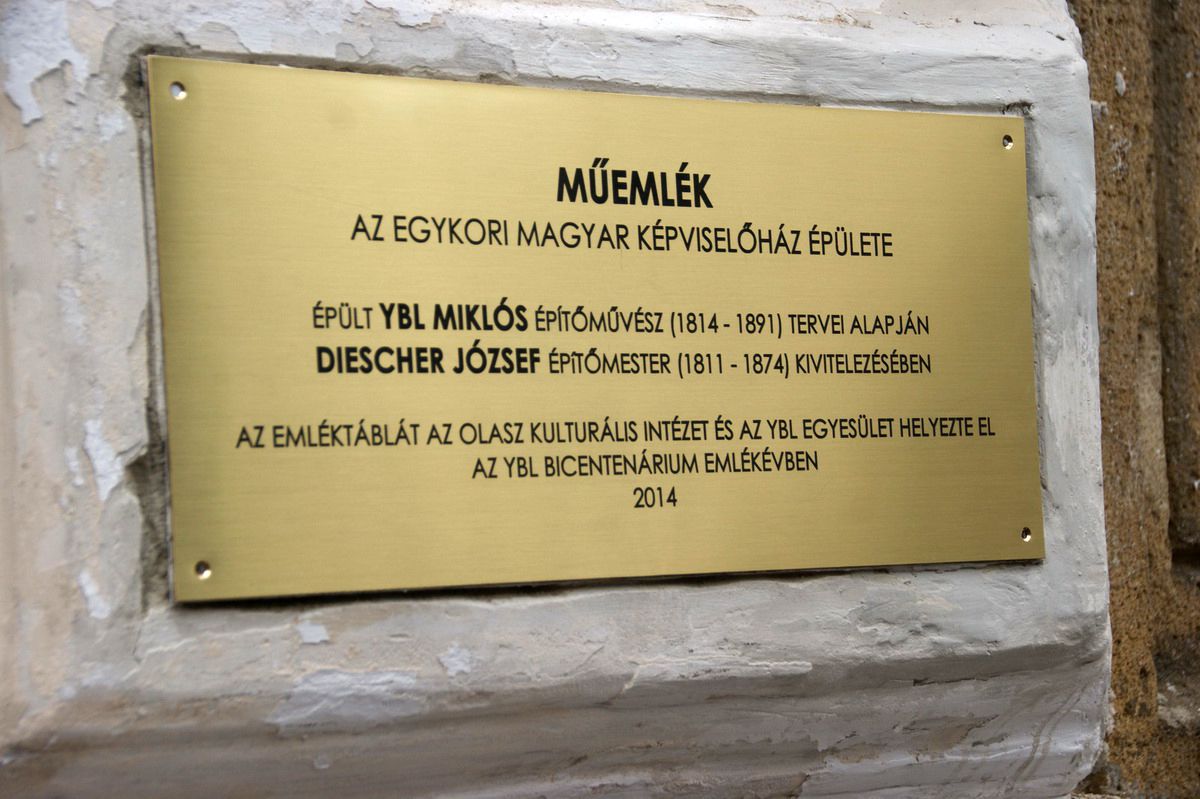 MŰEMLÉK
AZ EGYKORI MAGYAR KÉPVISELŐHÁZ ÉPÜLETE
ÉPÜLT YBL MIKLÓS ÉPÍTŐMŰVÉSZ (1814 - 1891) TERVEI ALAPJÁN
DIESCHER JÓZSEF ÉPÍTŐMESTER (1811 - 1874) KIVITELEZÉSÉBEN
AZ EMLÉKTÁBLÁT AZ OLASZ KULTURÁLIS INTÉZET ÉS AZ YBL EGYESÜLET HELYEZTE EL
AZ YBL BICENTENÁRIUM EMLÉKÉVBEN
2014